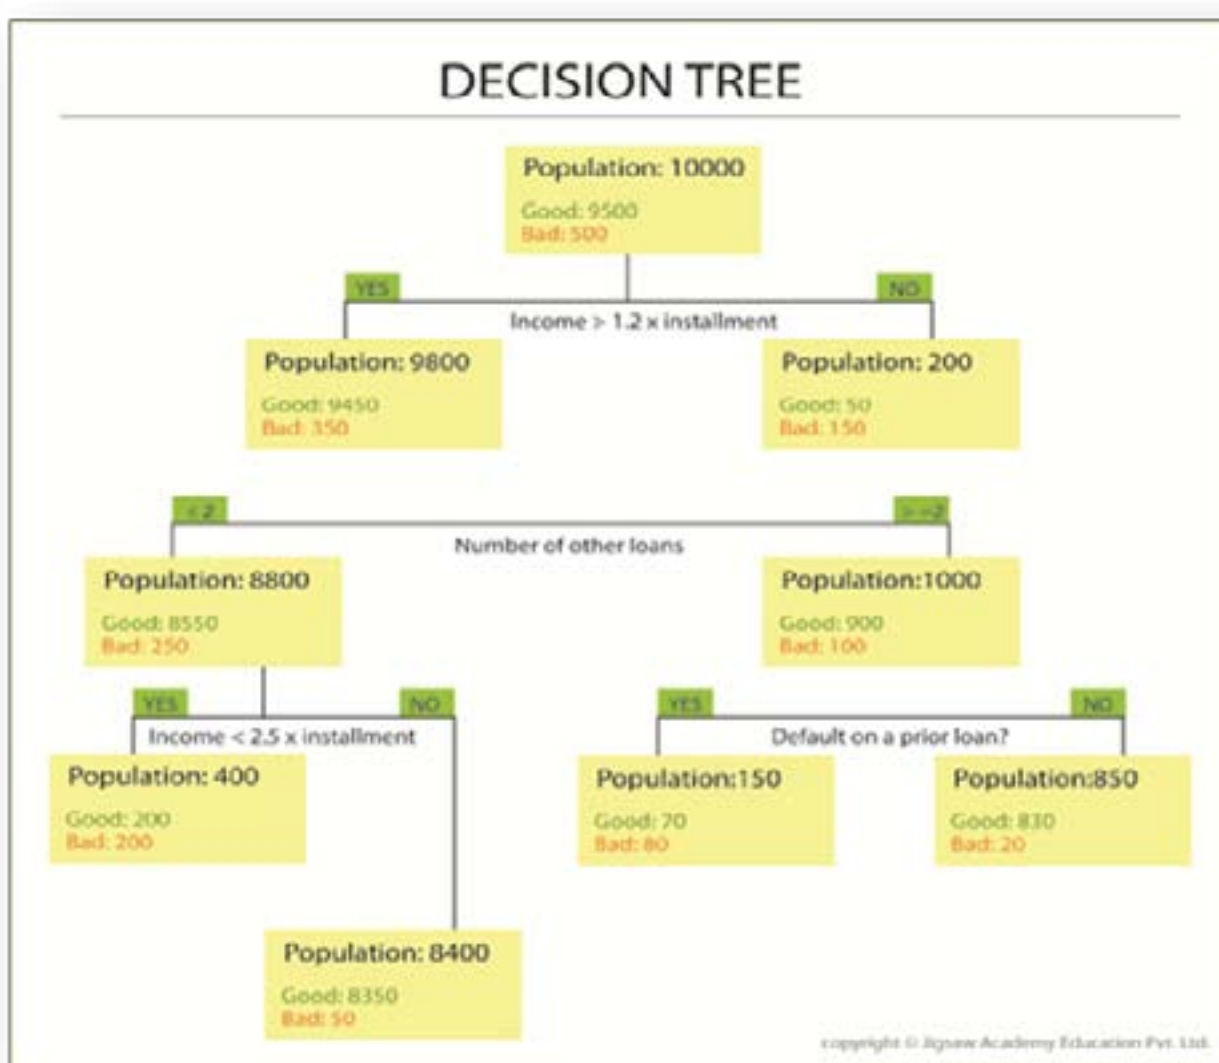 DECISION TREE
Population: 10000
Good: 9500
Bad: 500
YES
NO
Income > 1.2 x installment
Population: 9800
Good: 9450
Bad: 350
Population: 200
Good: 50
Bad: 150
< 2
> =2
Number of other loans
Population: 8800
Good: 8550
Bad: 250
Population:1000
Good: 900
Bad: 100
YES
NO
Income < 2.5 x installment
YES
NO
Default on a prior loan?
Population: 400
Good: 200
Bad: 200
Population:150
Good: 70
Bad: 80
Population:850
Good: 830
Bad: 20
Population: 8400
Good: 8350
Bad: 50
copyright © Jigsaw Academy Education Pvt. Ltd.